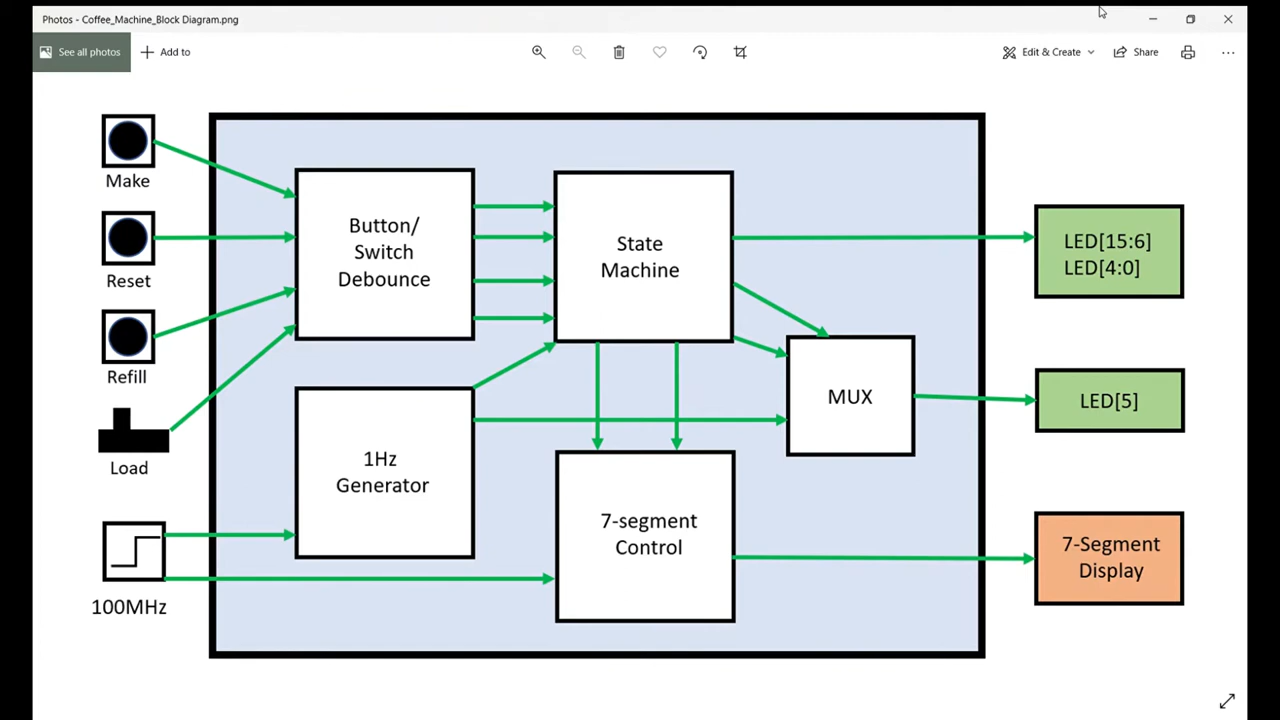 Photos - Coffee_Machine_Block Diagram.png
See all photos
Add to
Edit & Create
Share
Make
Reset
Refill
Load
100MHz
Button/
Switch
Debounce
State
Machine
1Hz
Generator
MUX
7-segment
Control
LED[15:6]
LED[4:0]
LED[5]
7-Segment
Display